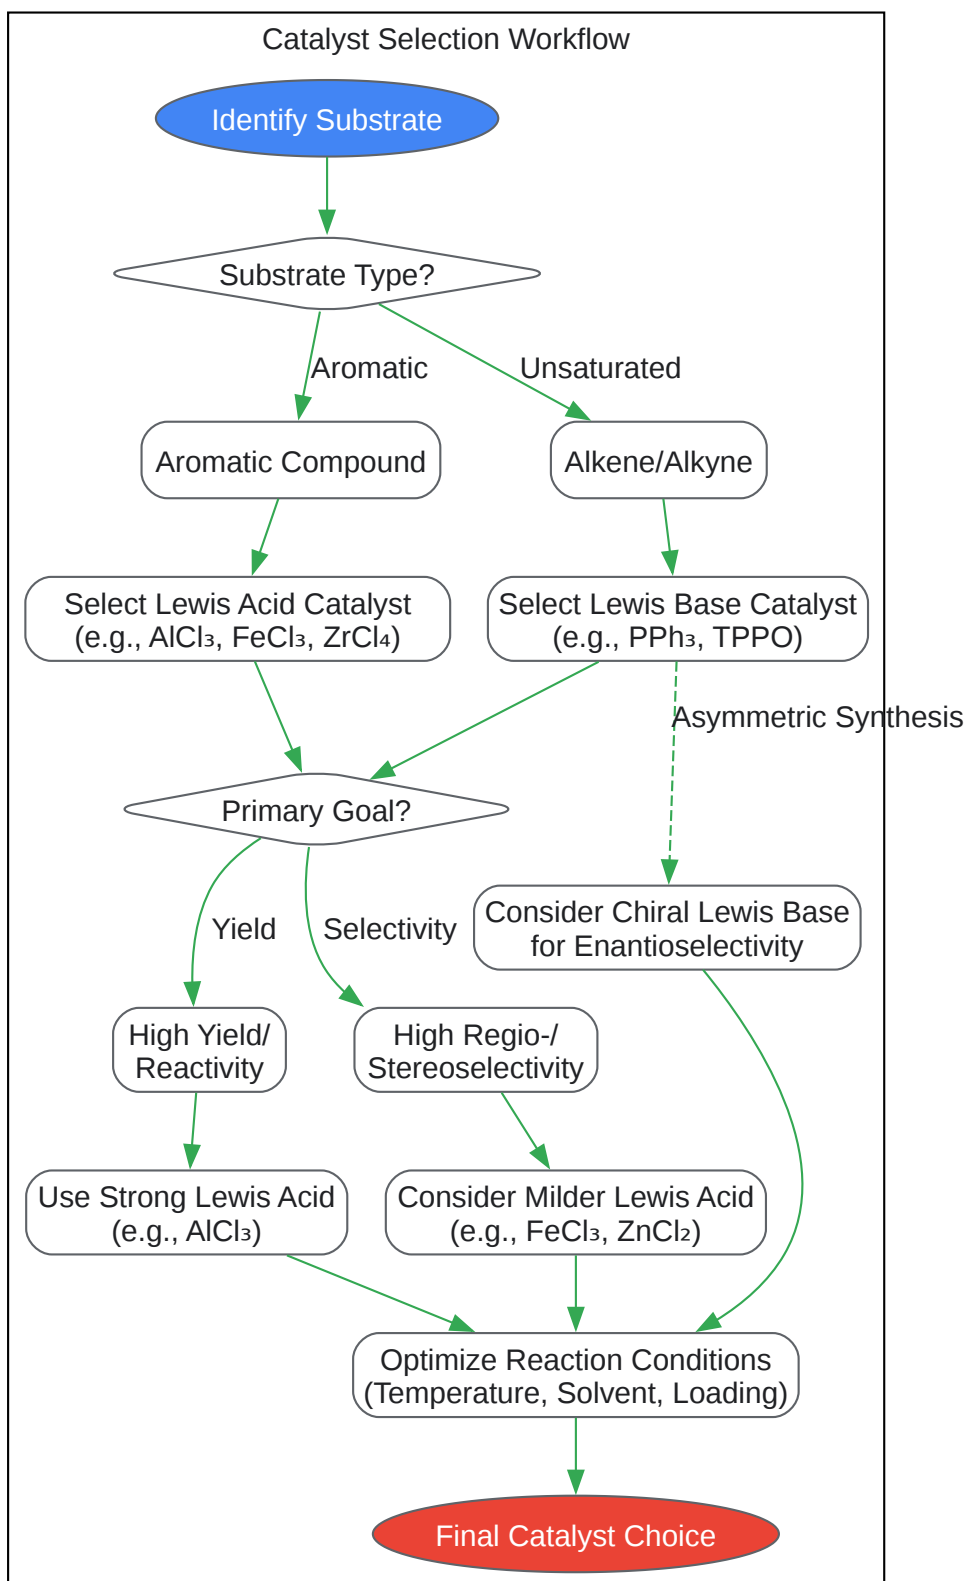 Catalyst Selection Workflow
Identify Substrate
Substrate Type?
Aromatic
Unsaturated
Aromatic Compound
Alkene/Alkyne
Select Lewis Acid Catalyst
(e.g., AlCl₃, FeCl₃, ZrCl₄)
Select Lewis Base Catalyst
(e.g., PPh₃, TPPO)
Asymmetric Synthesis
Primary Goal?
Yield
Selectivity
Consider Chiral Lewis Base
for Enantioselectivity
High Yield/
Reactivity
High Regio-/
Stereoselectivity
Use Strong Lewis Acid
(e.g., AlCl₃)
Consider Milder Lewis Acid
(e.g., FeCl₃, ZnCl₂)
Optimize Reaction Conditions
(Temperature, Solvent, Loading)
Final Catalyst Choice